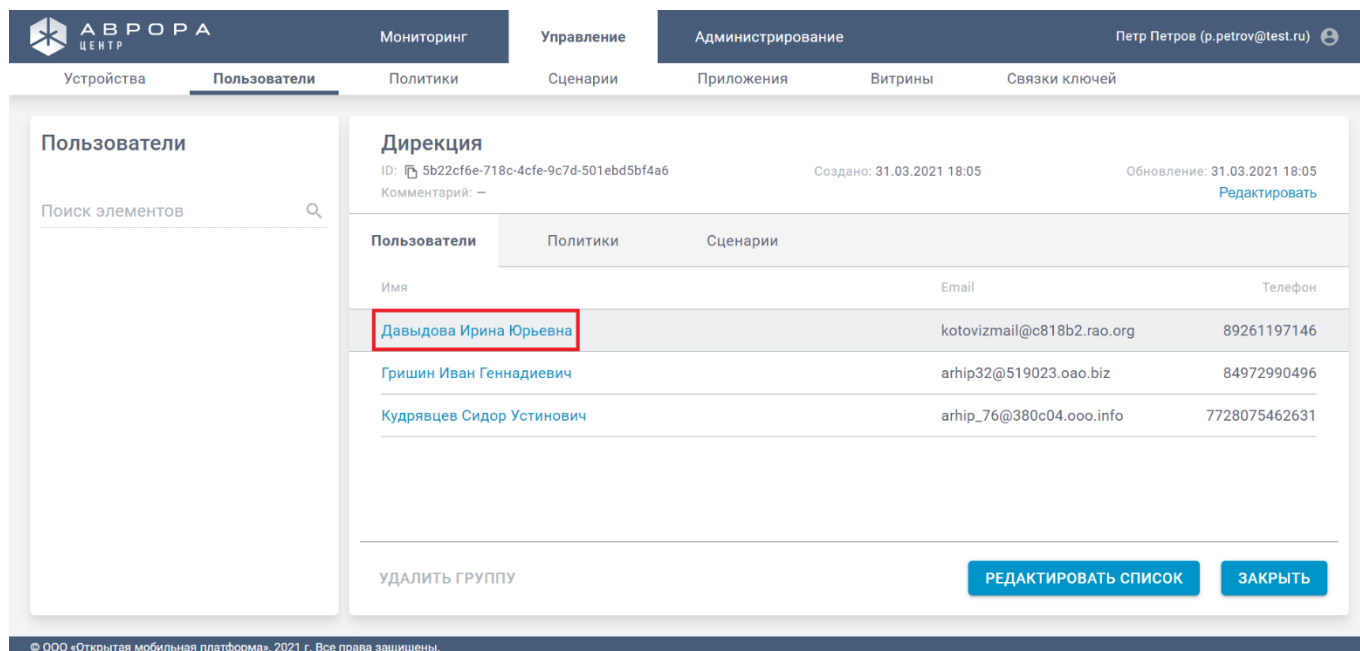 АВРОРА
ЦЕНТР
Мониторинг Управление Администрирование Петр Петров (p.petrov@test.ru)
Устройства Пользователи Политики Сценарии Приложения Витрины Связки ключей
Пользователи
Поиск элементов
Дирекция
ID: 5b22cf6e-718c-4cfe-9c7d-501ebd5bf4a6 Создано: 31.03.2021 18:05 Обновление: 31.03.2021 18:05
Комментарий: — Редактировать
Пользователи Политики Сценарии
Имя Email Телефон
Давыдова Ирина Юрьевна kotovizmail@c818b2.rao.org 89261197146
Гришин Иван Геннадиевич arhip32@519023.oao.biz 84972990496
Кудрявцев Сидор Устинович arhip_76@380c04.ooo.info 7728075462631
УДАЛИТЬ ГРУППУ РЕДАКТИРОВАТЬ СПИСОК ЗАКРЫТЬ
© ООО «Открытая мобильная платформа», 2021 г. Все права защищены.